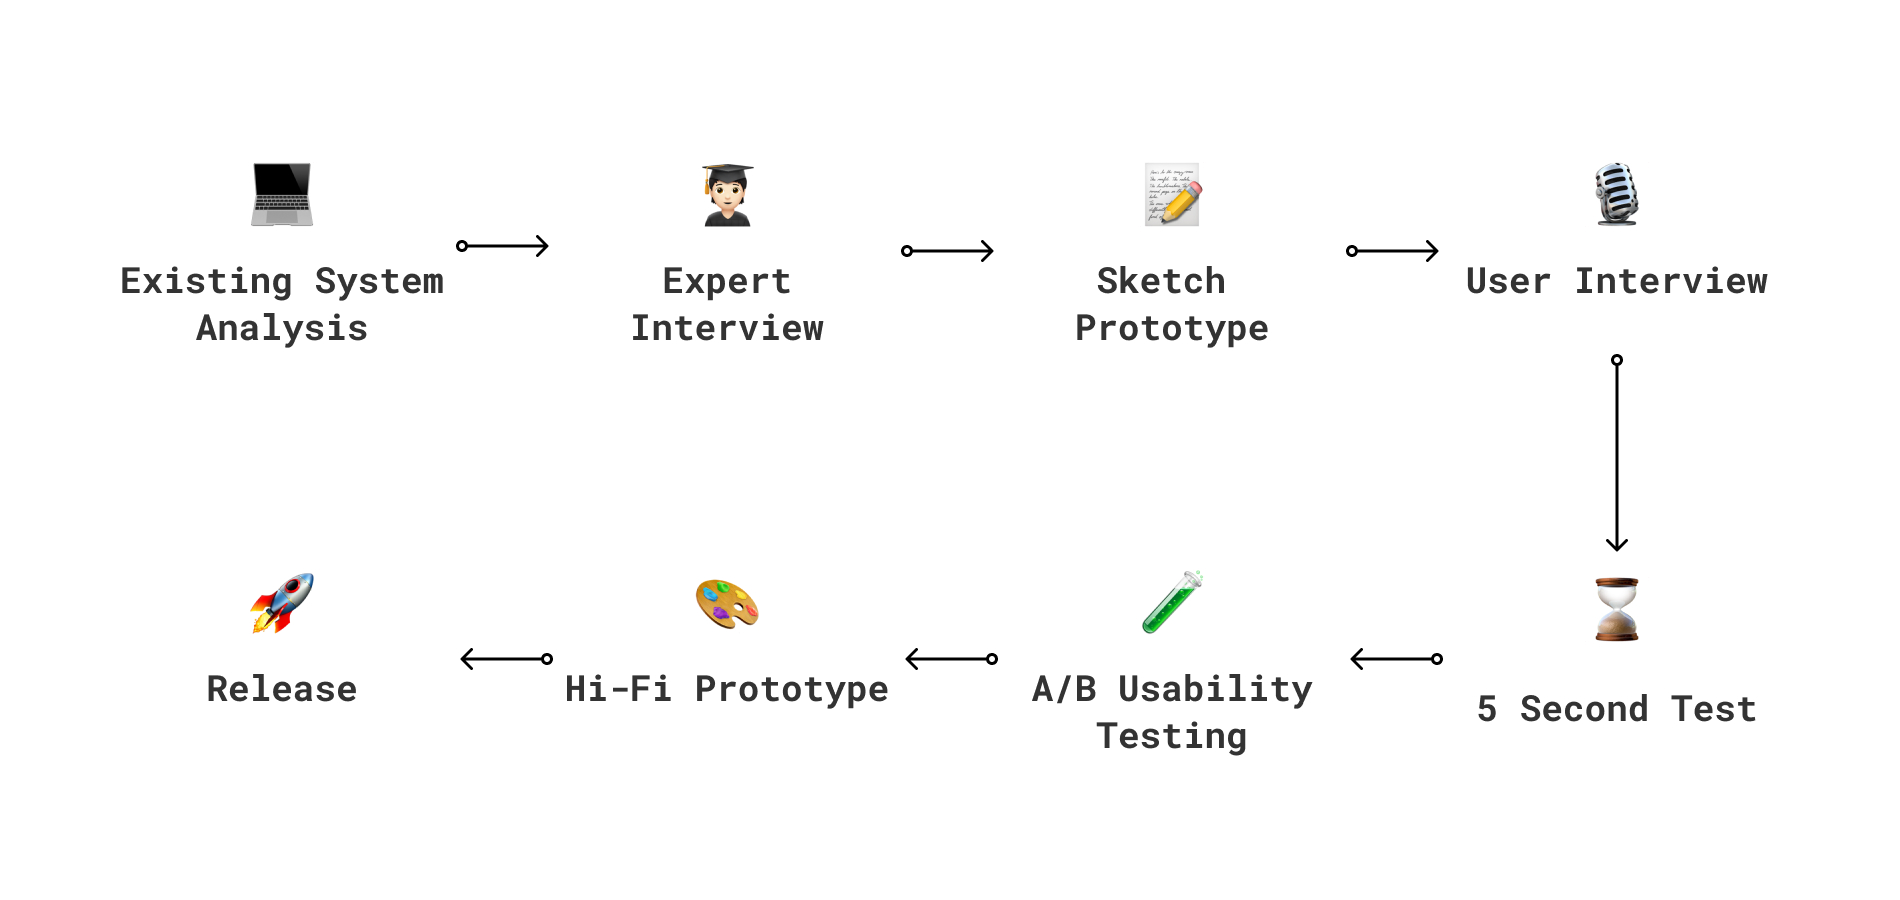 Existing System
Analysis
Expert
Interview
Sketch
Prototype
User Interview
Release
Hi-Fi Prototype
A/B Usability
Testing
5 Second Test